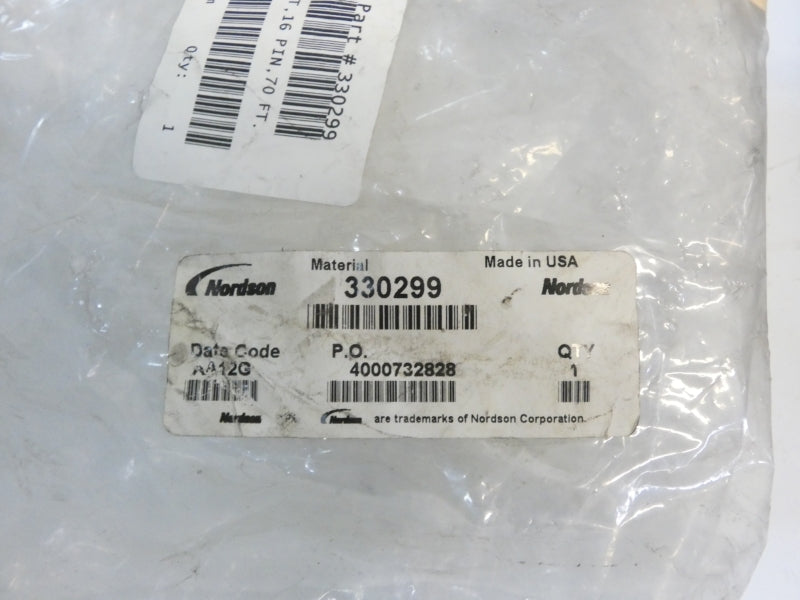 Part # 330299
T,16 PIN,70 FT.
Qty: 1
Material
Made in USA
Nordson 330299 Nordson
Date Code P.O. QTY
AA12G 4000732828 1
Nordson Nordson are trademarks of Nordson Corporation.